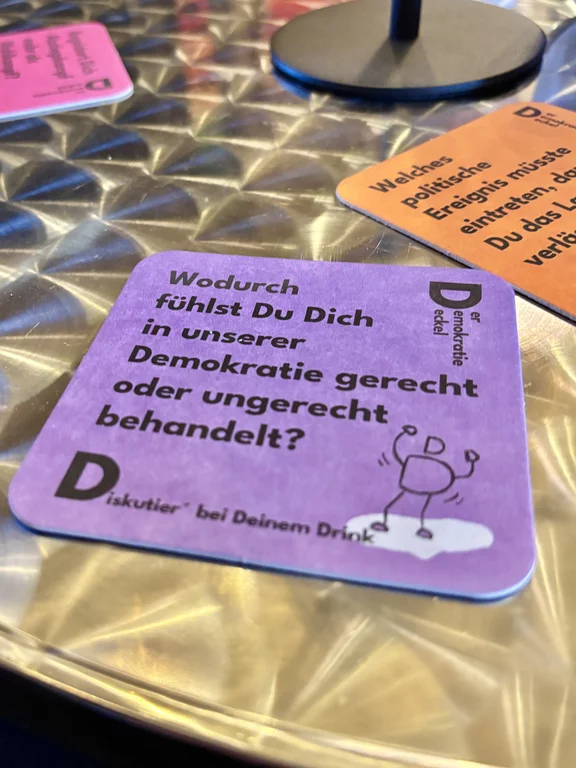 Wodurch
fühlst Du Dich
in unserer
Demokratie gerecht
oder ungerecht
behandelt?
Der
Demokratie
Deckel
D
Diskutier' bei Deinem Drink
Welches
politische
Ereignis müsste
eintreten,
Du das
Der